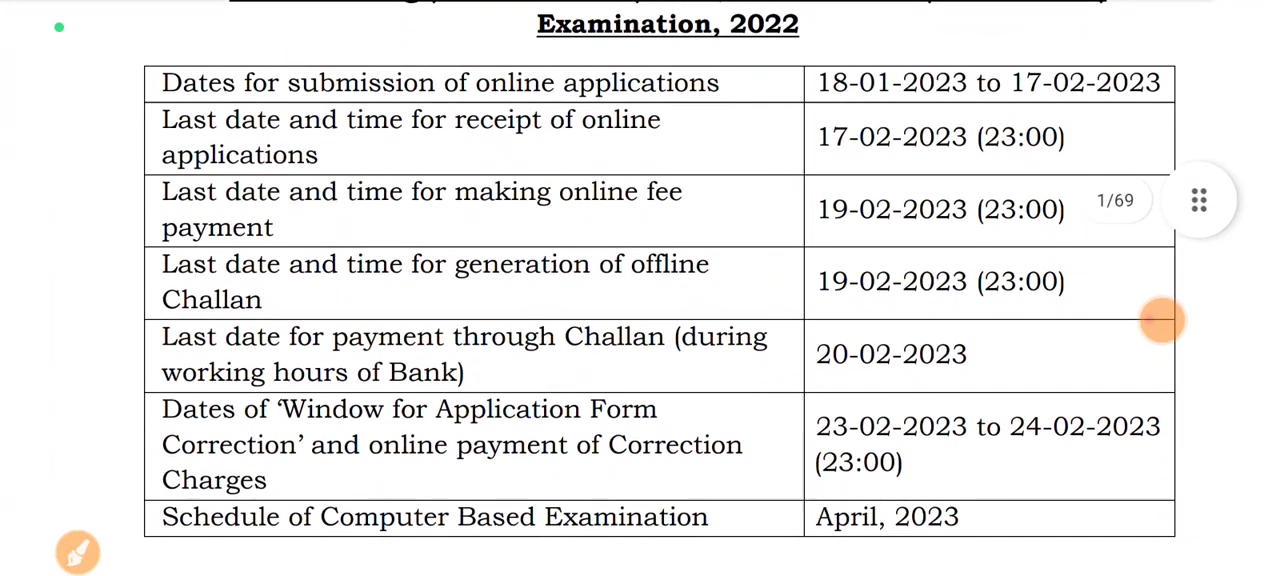 Examination, 2022
Dates for submission of online applications
18-01-2023 to 17-02-2023
Last date and time for receipt of online
applications
17-02-2023 (23:00)
Last date and time for making online fee
payment
19-02-2023 (23:00)
1/69
Last date and time for generation of offline
Challan
19-02-2023 (23:00)
Last date for payment through Challan (during
working hours of Bank)
20-02-2023
Dates of ‘Window for Application Form
Correction’ and online payment of Correction
Charges
23-02-2023 to 24-02-2023
(23:00)
Schedule of Computer Based Examination
April, 2023